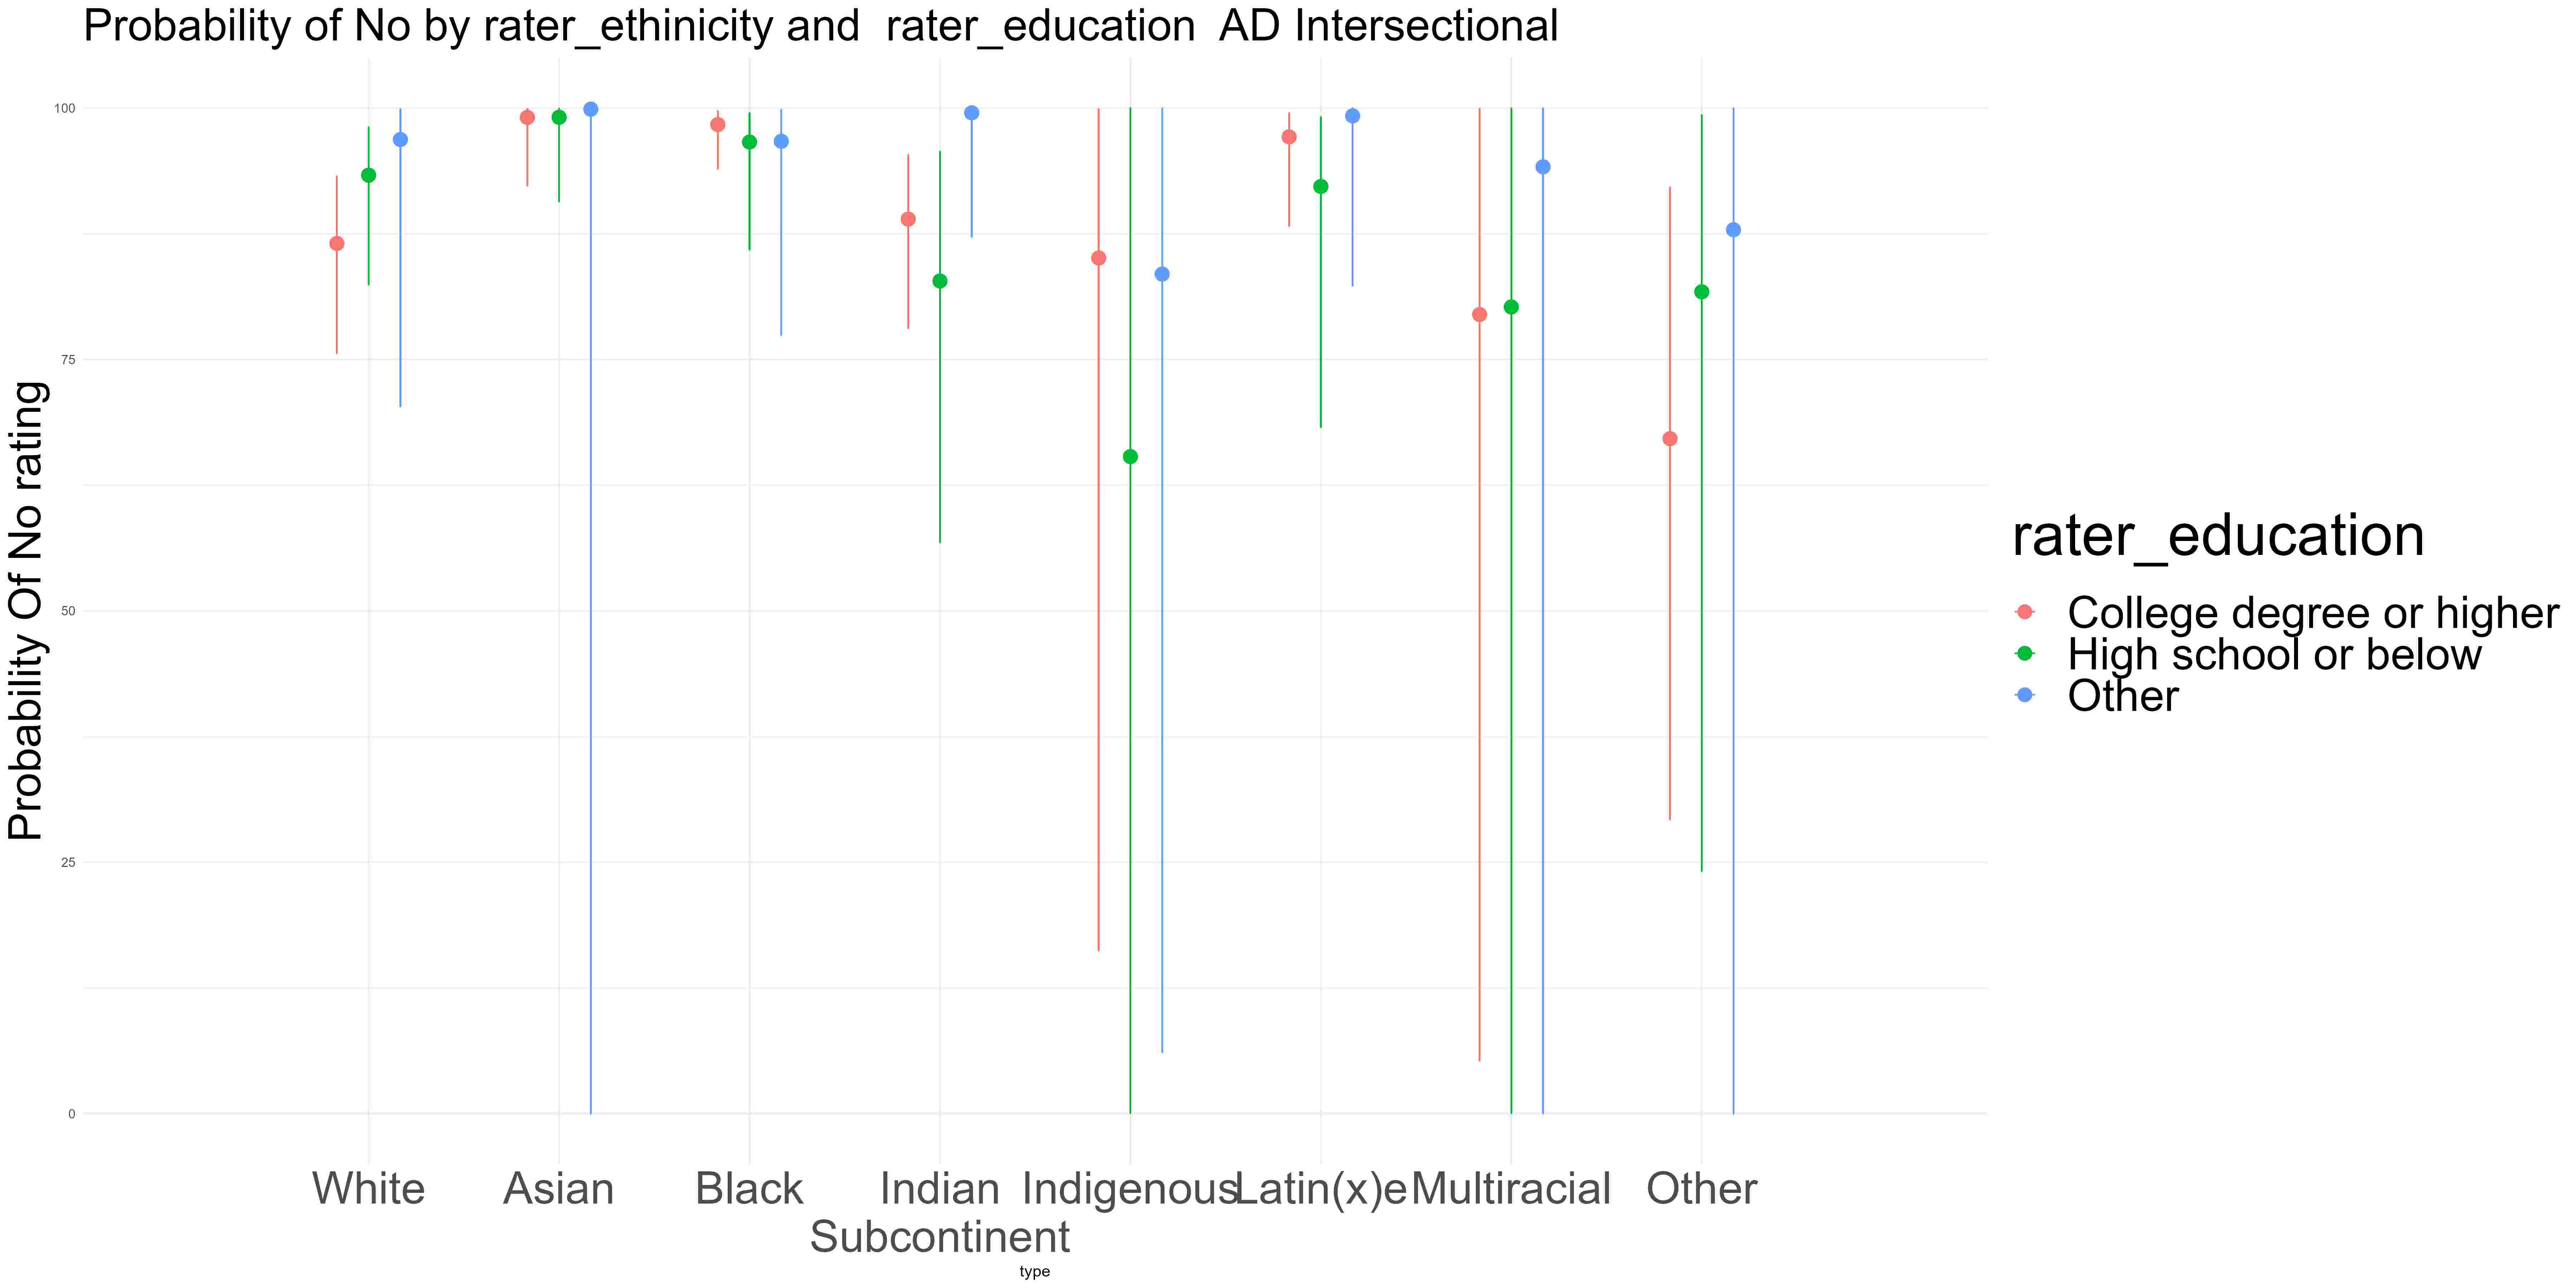 Probability of No by rater_ethinicity and  rater_education  AD Intersectional
Probability Of No rating
100
75
50
25
0
White
Asian
Black
Indian
Subcontinent
Indigenous
Latin(x)e
Multiracial
Other
type
rater_education
College degree or higher
High school or below
Other